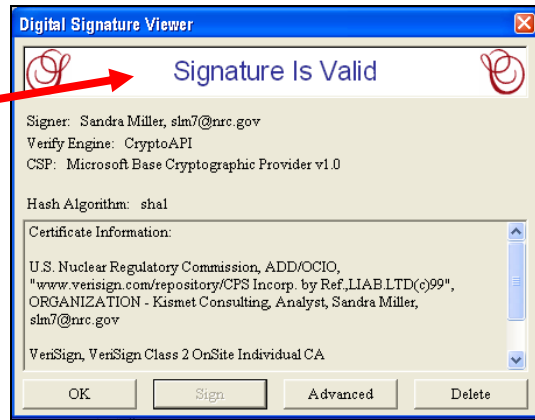 Digital Signature Viewer
Signature Is Valid
Signer: Sandra Miller, slm7@nrc.gov
Verify Engine: CryptoAPI
CSP: Microsoft Base Cryptographic Provider v1.0
Hash Algorithm: sha1
Certificate Information:
U.S. Nuclear Regulatory Commission, ADD/OCIO,
"www.verisign.com/repository/CPS Incorp. by Ref.,LIAB.LTD(c)99",
ORGANIZATION - Kismet Consulting, Analyst, Sandra Miller,
slm7@nrc.gov
VeriSign, VeriSign Class 2 OnSite Individual CA
OK Sign Advanced Delete